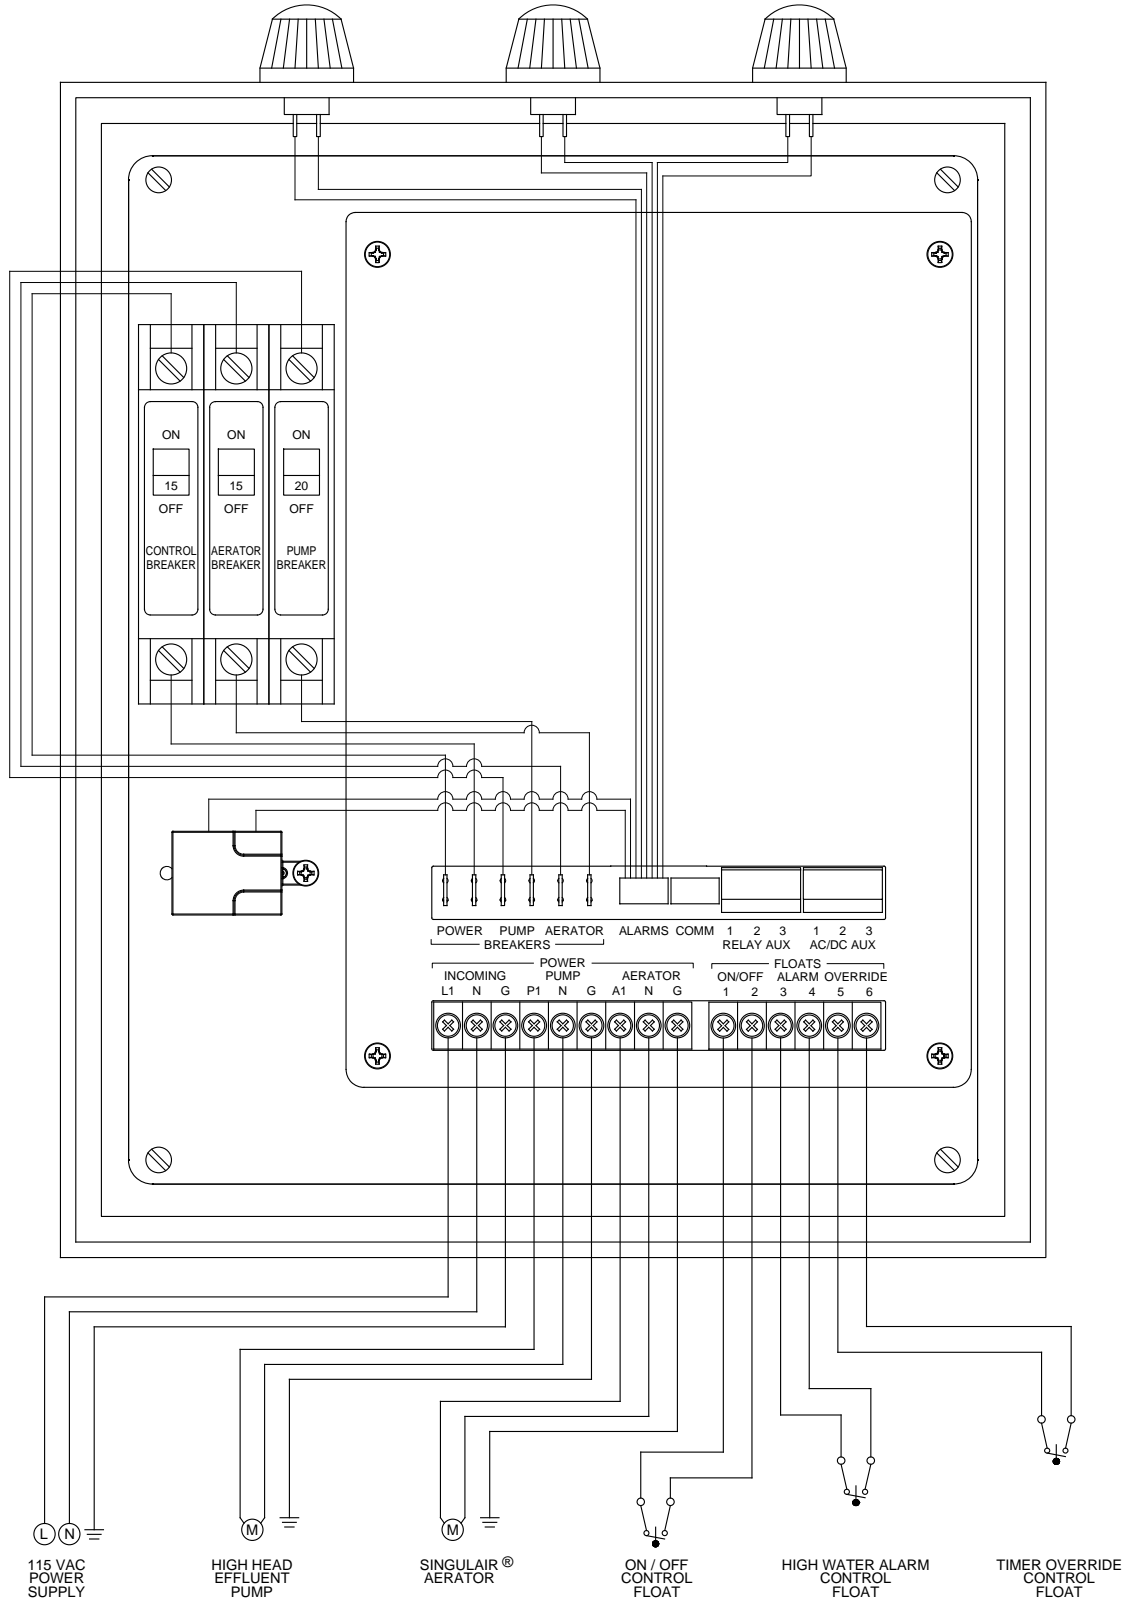 ON ON ON
15 15 20
OFF OFF OFF
CONTROL AERATOR PUMP
BREAKER BREAKER BREAKER
POWER PUMP AERATOR ALARMS COMM 1 2 3 1 2 3
BREAKERS RELAY AUX AC/DC AUX
POWER FLOATS
INCOMING PUMP AERATOR ON/OFF ALARM OVERRIDE
L1 N G P1 N G A1 N G 1 2 3 4 5 6
L N M M
115 VAC
POWER
SUPPLY
HIGH HEAD
EFFLUENT
PUMP
SINGULAIR ®
AERATOR
ON / OFF
CONTROL
FLOAT
HIGH WATER ALARM
CONTROL
FLOAT
TIMER OVERRIDE
CONTROL
FLOAT